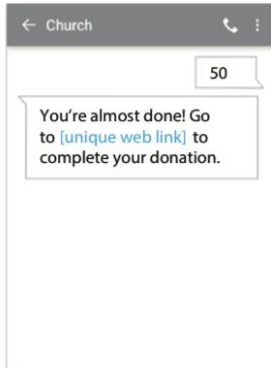 Church
50
You're almost done! Go
to [unique web link] to
complete your donation.